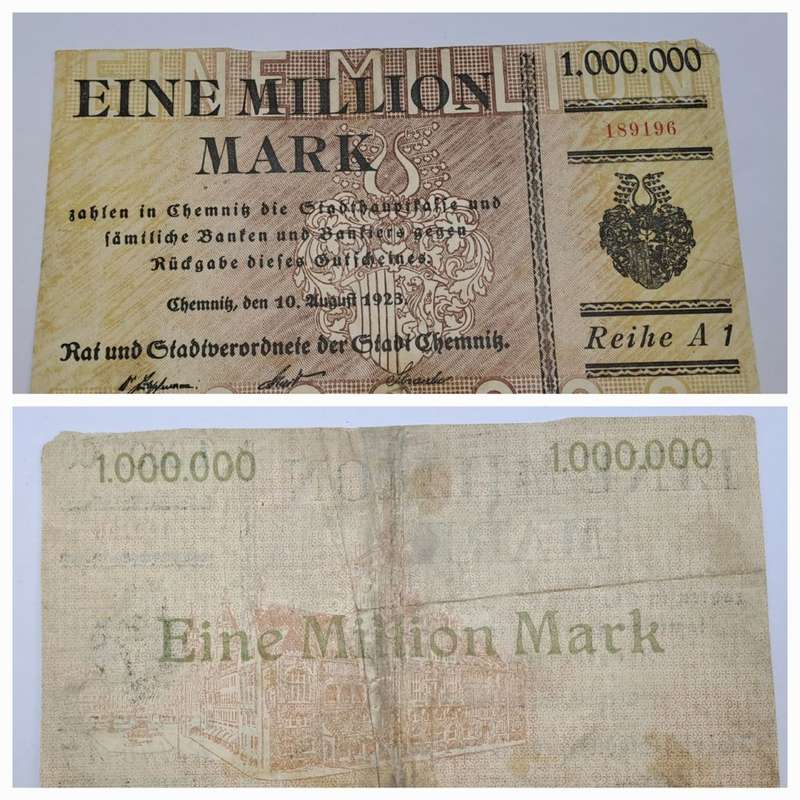 EINE MILLION
EINE MILLION
MARK
zahlen in Chemnitz die Stadthauptkasse und
sämtliche Banken und Bankiers gegen
Rückgabe dieses Gutscheines.
Chemnitz, den 10. August 1923.
Rat und Stadtverordnete der Stadt Chemnitz.
1.000.000
189196
Reihe A 1
1.000.000
1.000.000
Eine Million Mark